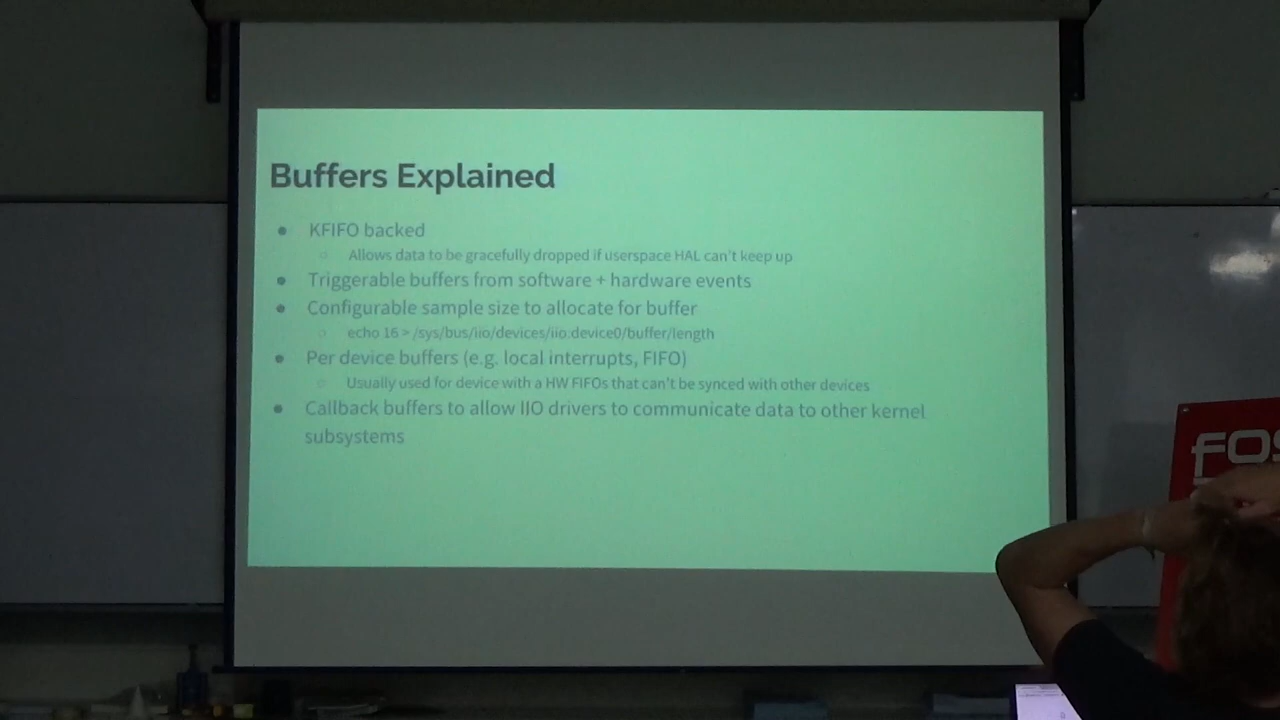 Buffers Explained
● KFIFO backed
○ Allows data to be gracefully dropped if userspace HAL can't keep up
● Triggerable buffers from software + hardware events
● Configurable sample size to allocate for buffer
○ echo 16 > /sys/bus/iio/devices/iio:device0/buffer/length
● Per device buffers (e.g. local interrupts, FIFO)
○ Usually used for device with a HW FIFOs that can't be synced with other devices
● Callback buffers to allow IIO drivers to communicate data to other kernel
subsystems
FOS